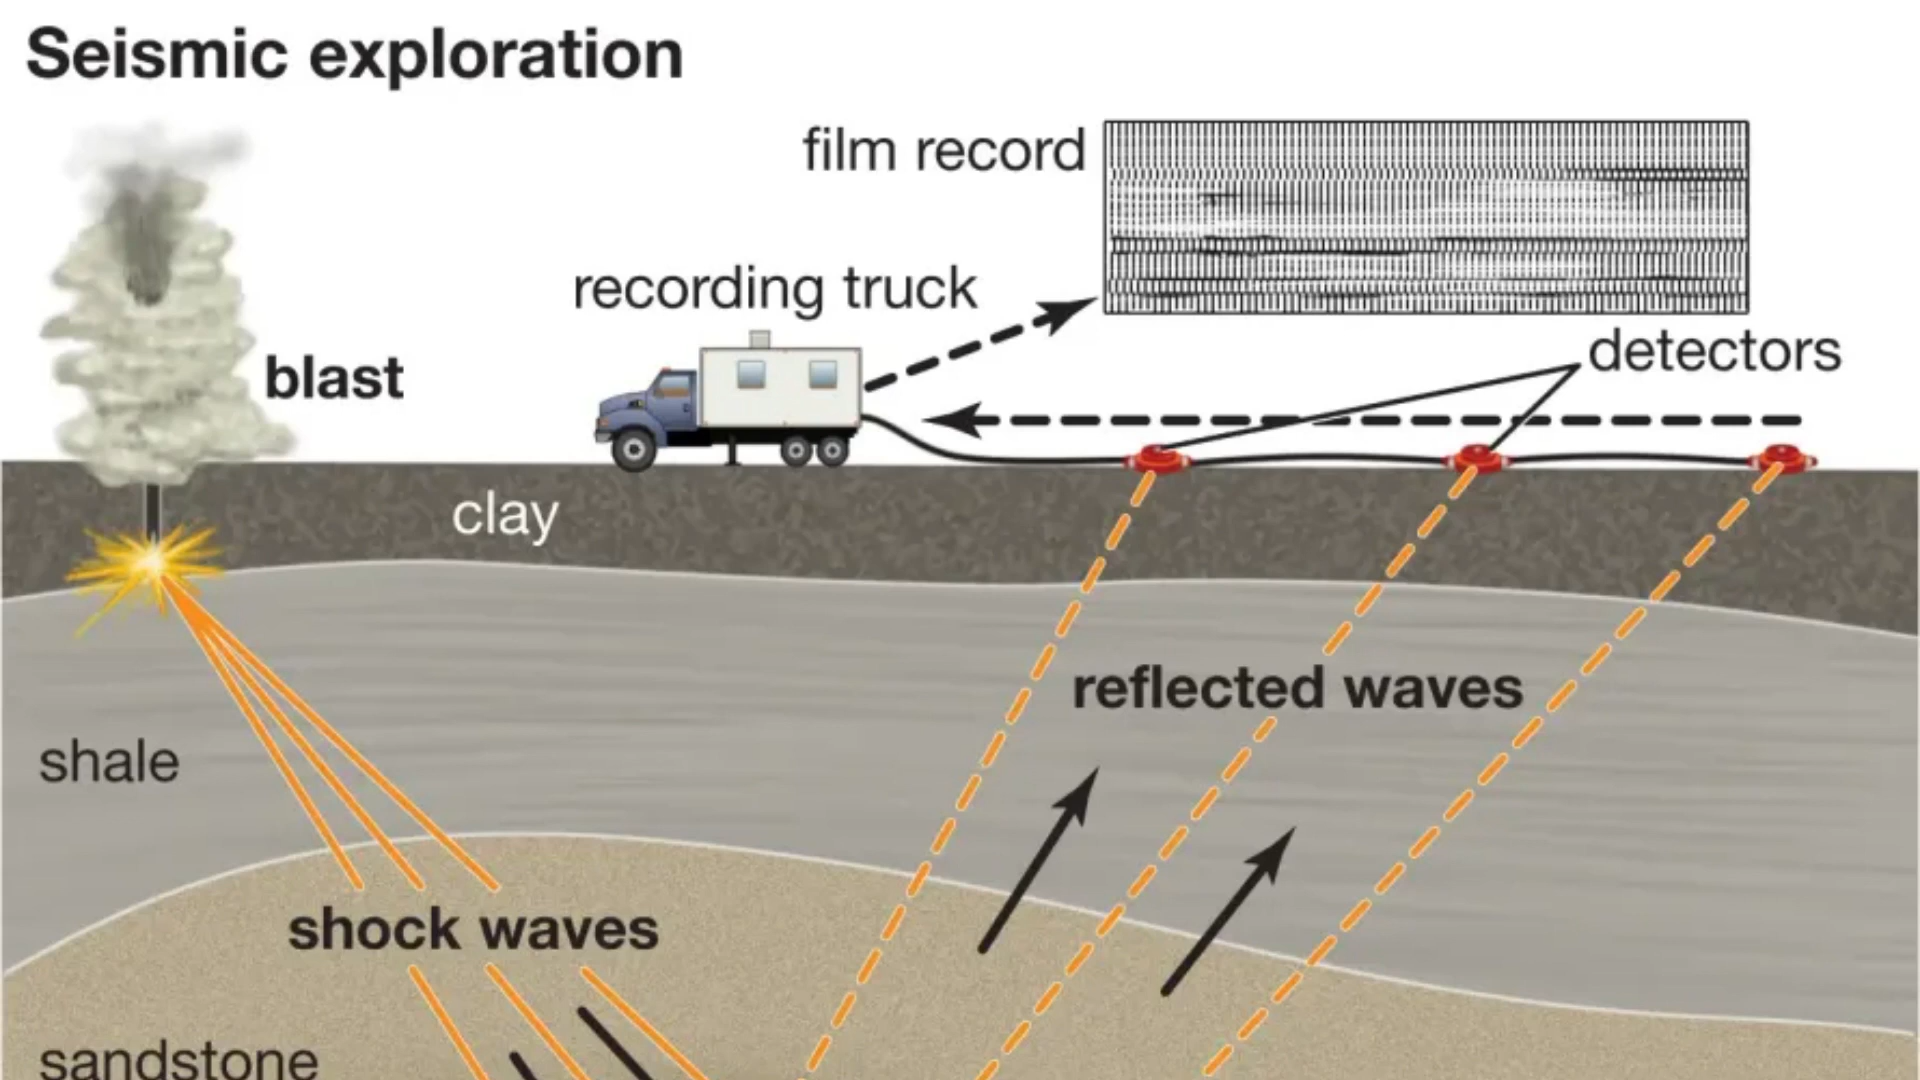 Seismic exploration
film record
recording truck
detectors
blast
clay
reflected waves
shale
shock waves
sandstone